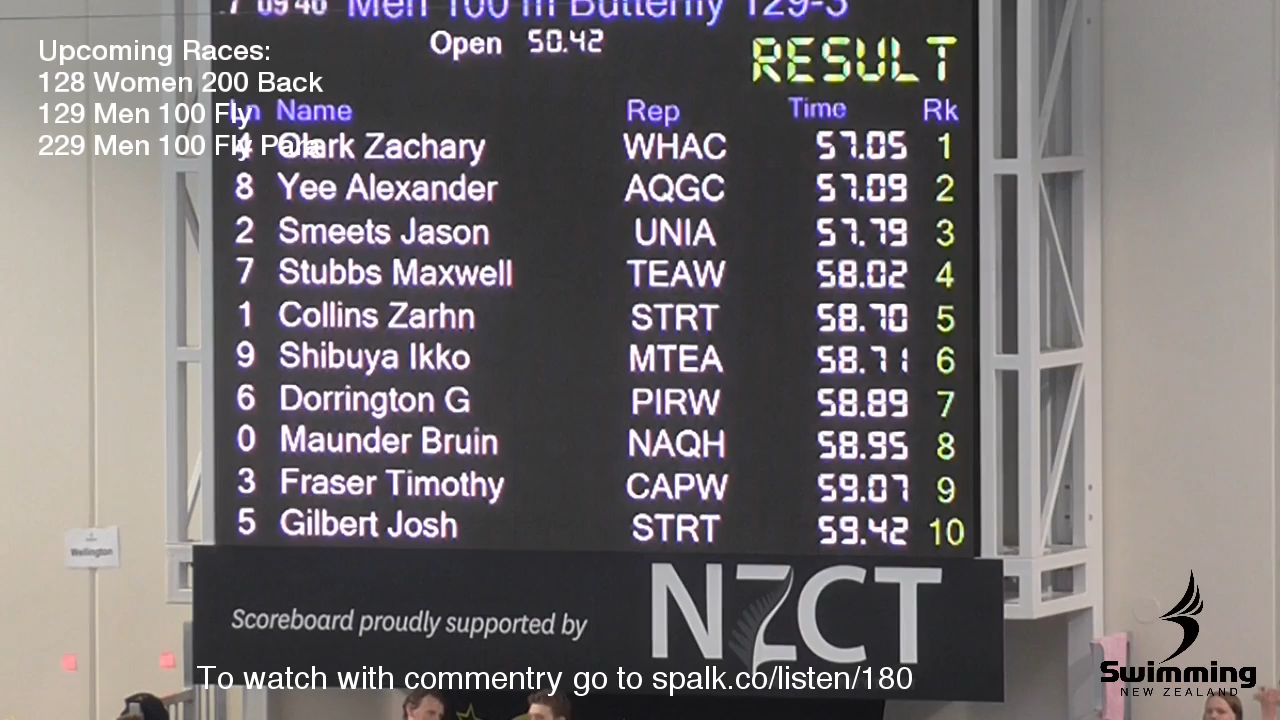 7 09:46 Men 100 m Butterfly 129-3
Open 50.42
RESULT
Upcoming Races:
128 Women 200 Back
129 Men 100 Fly
229 Men 100 Fly Para
Ln Name Rep Time Rk
4 Clark Zachary WHAC 57.05 1
8 Yee Alexander AQGC 57.09 2
2 Smeets Jason UNIA 57.79 3
7 Stubbs Maxwell TEAW 58.02 4
1 Collins Zarhn STRT 58.70 5
9 Shibuya Ikko MTEA 58.71 6
6 Dorrington G PIRW 58.89 7
0 Maunder Bruin NAQH 58.95 8
3 Fraser Timothy CAPW 59.07 9
5 Gilbert Josh STRT 59.42 10
Wellington
Scoreboard proudly supported by NZCT
To watch with commentry go to spalk.co/listen/180
Swimming
NEW ZEALAND